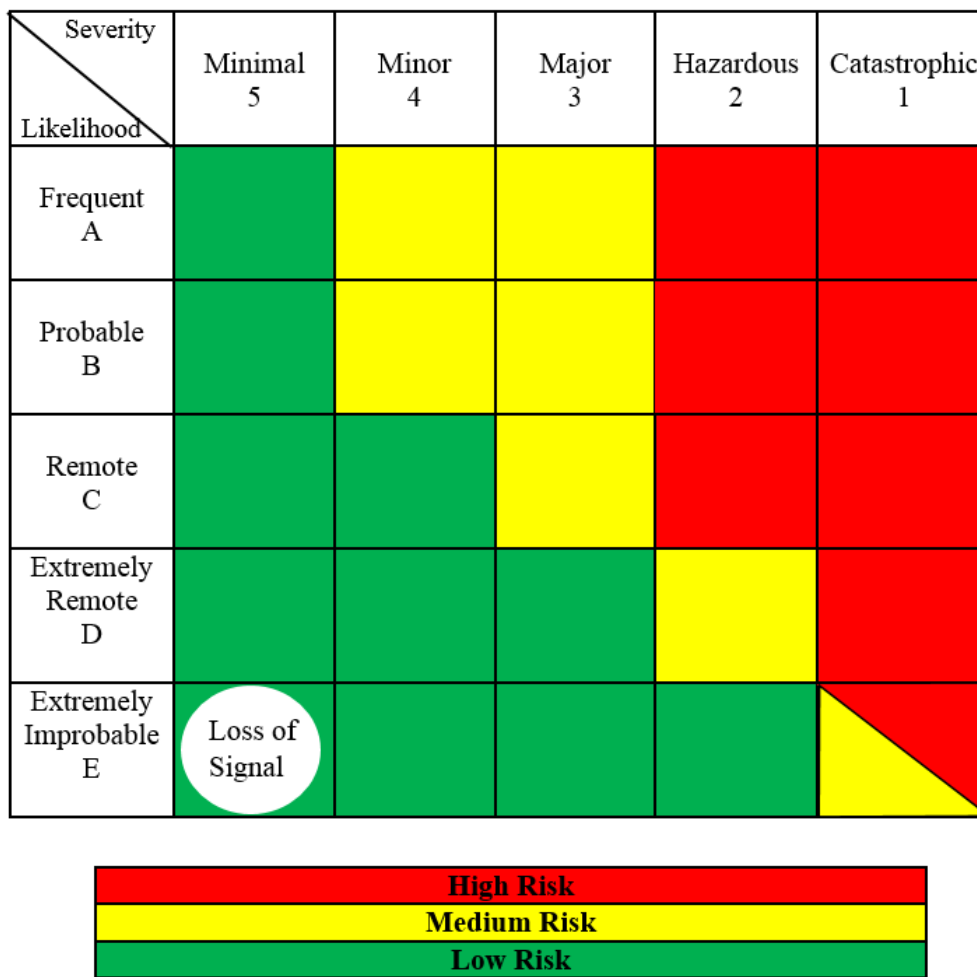 Severity
Likelihood
Minimal
5
Minor
4
Major
3
Hazardous
2
Catastrophic
1
Frequent
A
Probable
B
Remote
C
Extremely
Remote
D
Extremely
Improbable
E
Loss of
Signal
High Risk
Medium Risk
Low Risk